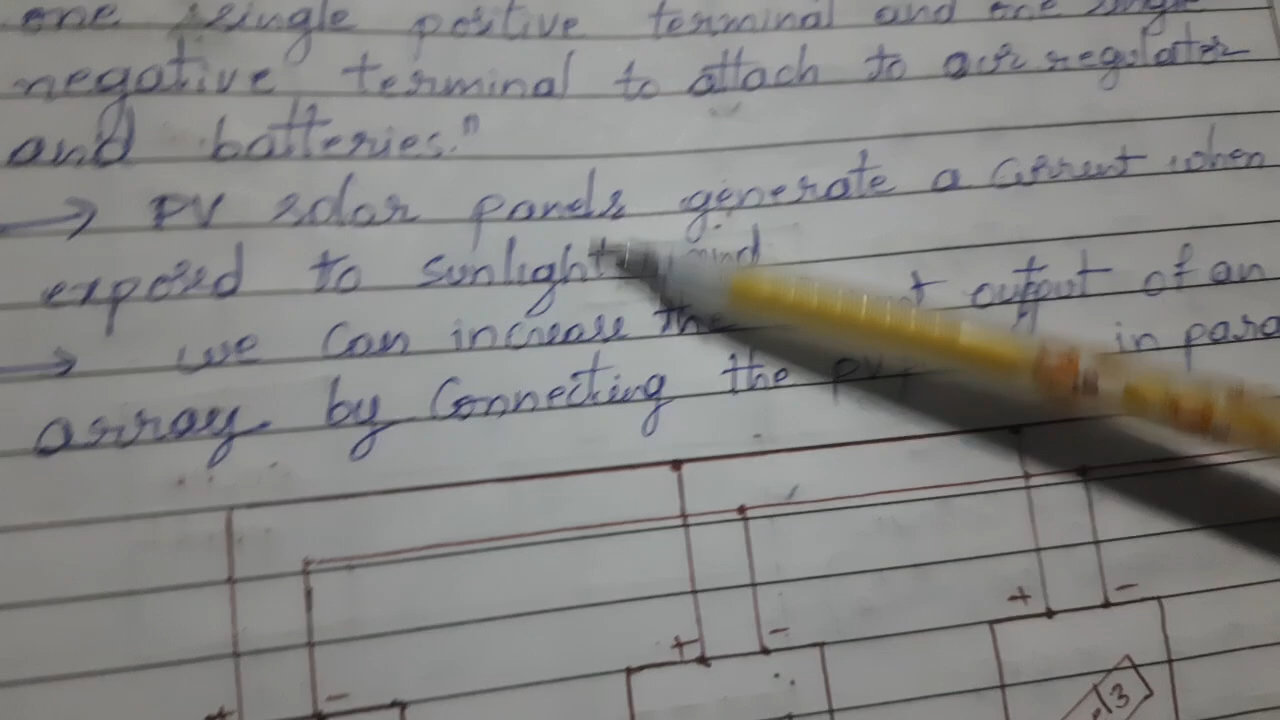 one single positive terminal and one single
negative terminal to attach to our regulator
and batteries."
→ PV solar panels generate a current when
exposed to sunlight
→ we can increase the output of an
array. by Connecting the PV in para
+ -
+ -
+ -
3